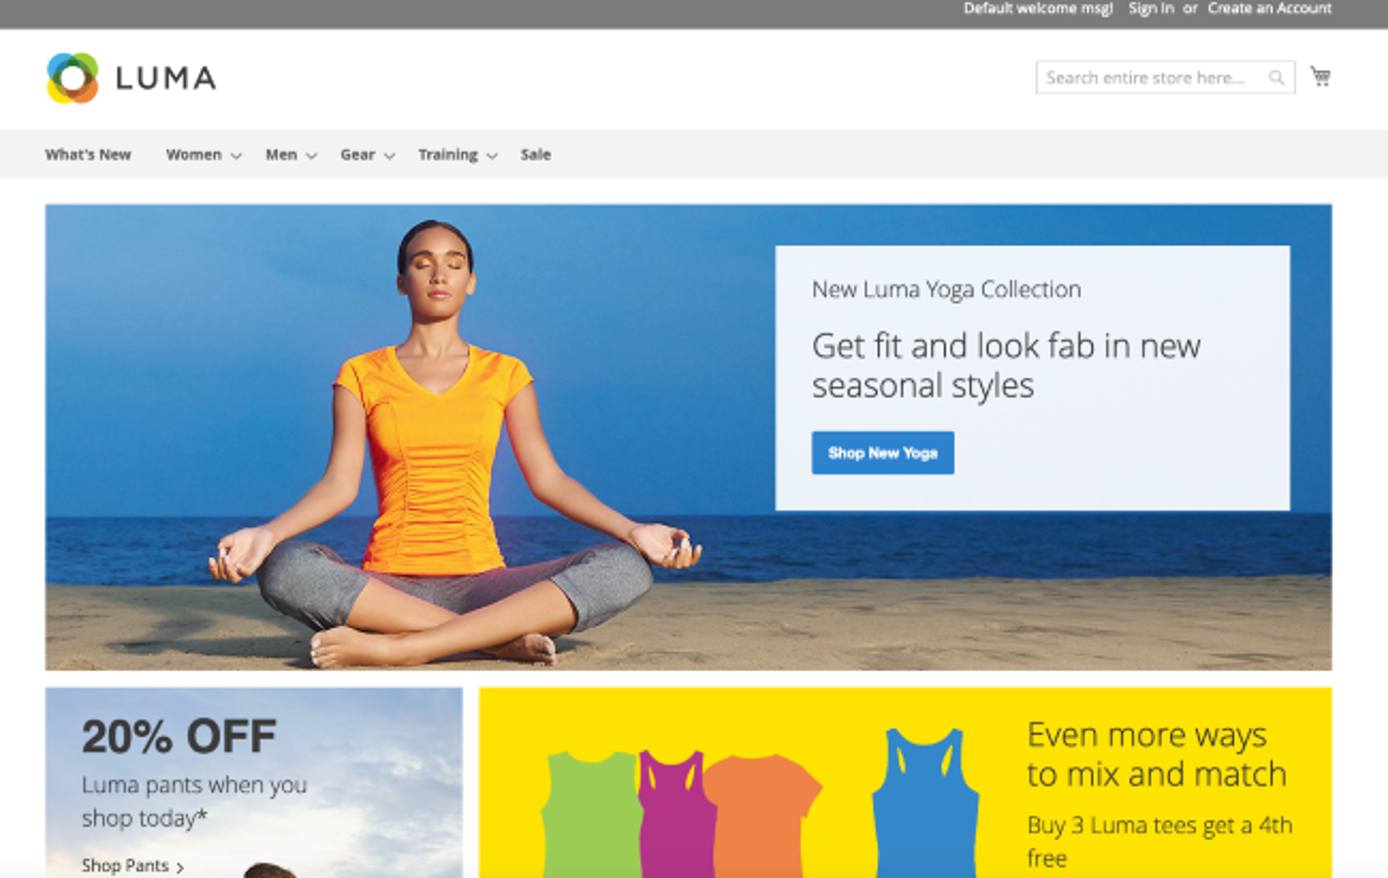 Default welcome msg! Sign In or Create an Account
LUMA
Search entire store here...
What's New Women Men Gear Training Sale
New Luma Yoga Collection
Get fit and look fab in new
seasonal styles
Shop New Yoga
20% OFF
Luma pants when you
shop today*
Shop Pants >
Even more ways
to mix and match
Buy 3 Luma tees get a 4th
free